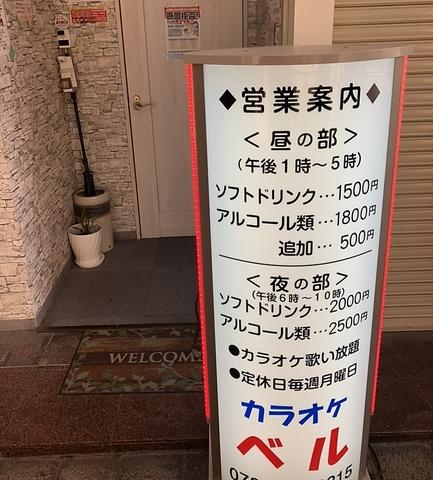 ◆営業案内◆
＜昼の部＞
(午後1時〜5時)
ソフトドリンク…1500円
アルコール類…1800円
追加…500円
＜夜の部＞
(午後6時〜10時)
ソフトドリンク…2000円
アルコール類…2500円
●カラオケ歌い放題
●定休日毎週月曜日
カラオケ
ベル
WELCOME